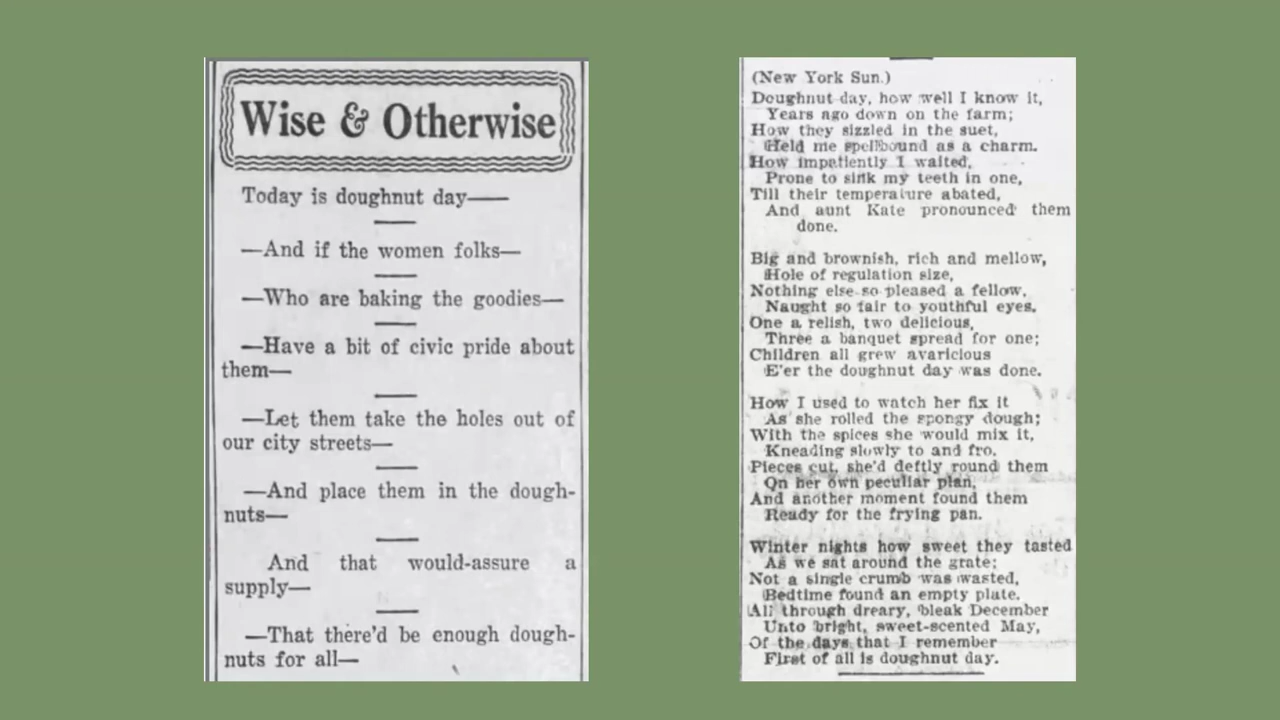 Wise & Otherwise
Today is doughnut day—
—And if the women folks—
—Who are baking the goodies—
—Have a bit of civic pride about
them—
—Let them take the holes out of
our city streets—
—And place them in the dough-
nuts—
And that would-assure a
supply—
—That there'd be enough dough-
nuts for all—
(New York Sun.)
Doughnut day, how well I know it,
Years ago down on the farm;
How they sizzled in the suet,
Held me spellbound as a charm.
How impatiently I waited,
Prone to sink my teeth in one,
Till their temperature abated,
And aunt Kate pronounced them
done.
Big and brownish, rich and mellow,
Hole of regulation size,
Nothing else so pleased a fellow,
Naught so fair to youthful eyes.
One a relish, two delicious,
Three a banquet spread for one;
Children all grew avaricious
E'er the doughnut day was done.
How I used to watch her fix it
As she rolled the spongy dough;
With the spices she would mix it,
Kneading slowly to and fro.
Pieces cut, she'd deftly round them
On her own peculiar plan,
And another moment found them
Ready for the frying pan.
Winter nights how sweet they tasted
As we sat around the grate;
Not a single crumb was wasted,
Bedtime found an empty plate.
All through dreary, bleak December
Unto bright, sweet-scented May,
Of the days that I remember
First of all is doughnut day.